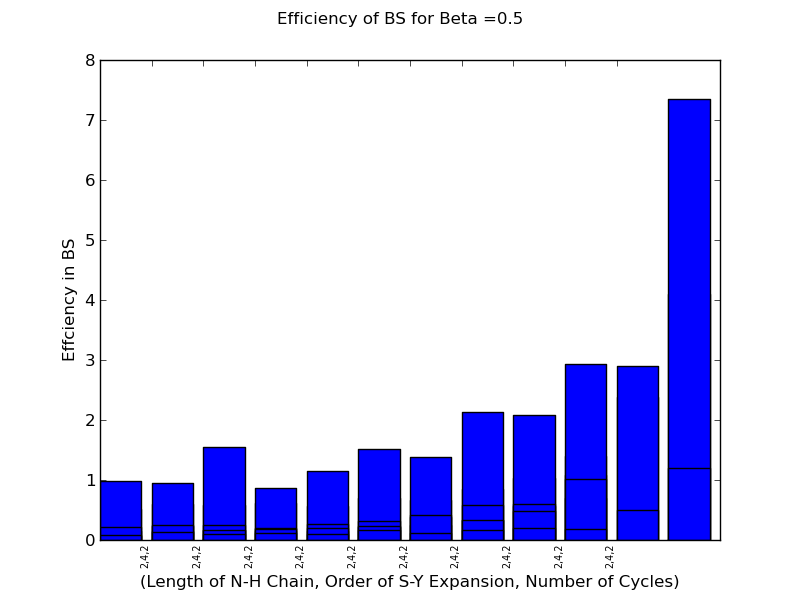 Efficiency of BS for Beta =0.5
8
7
6
5
4
3
2
1
0
Effciency in BS
2,4,2 2,4,2 2,4,2 2,4,2 2,4,2 2,4,2 2,4,2 2,4,2 2,4,2 2,4,2
(Length of N-H Chain, Order of S-Y Expansion, Number of Cycles)